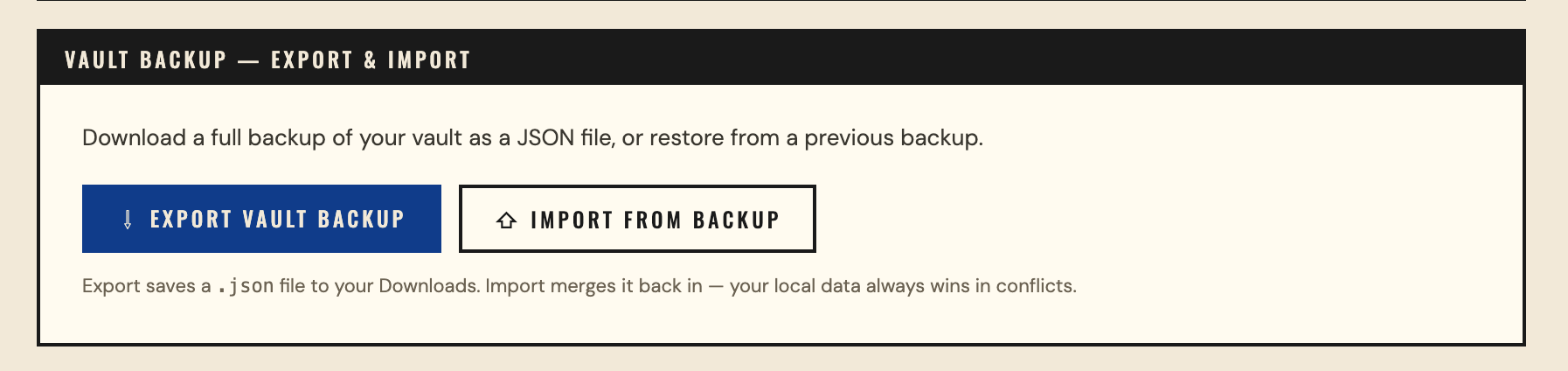 VAULT BACKUP — EXPORT & IMPORT
Download a full backup of your vault as a JSON file, or restore from a previous backup.
⇩ EXPORT VAULT BACKUP
⇧ IMPORT FROM BACKUP
Export saves a .json file to your Downloads. Import merges it back in — your local data always wins in conflicts.